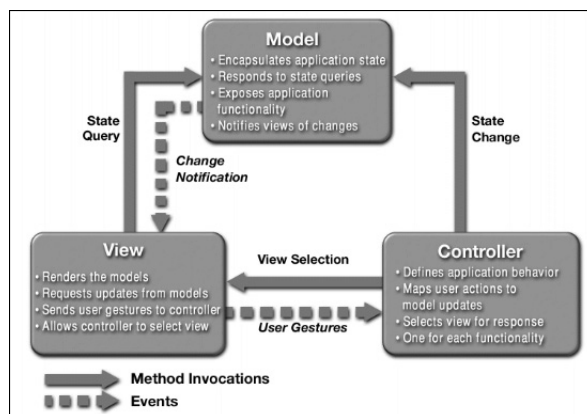 Model
• Encapsulates application state
• Responds to state queries
• Exposes application
functionality
• Notifies views of changes
State
Query
State
Change
Change
Notification
View
• Renders the models
• Requests updates from models
• Sends user gestures to controller
• Allows controller to select view
View Selection
User Gestures
Controller
• Defines application behavior
• Maps user actions to
model updates
• Selects view for response
• One for each functionality
Method Invocations
Events